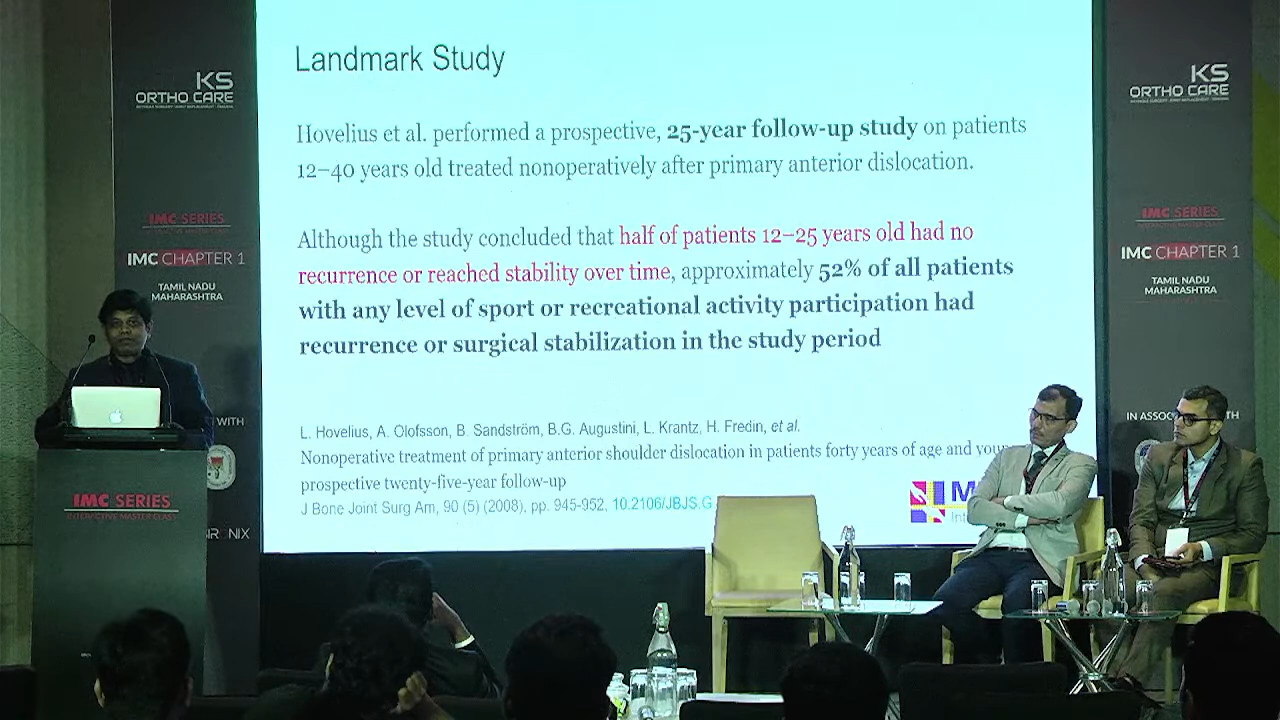 Landmark Study
Hovelius et al. performed a prospective, 25-year follow-up study on patients
12–40 years old treated nonoperatively after primary anterior dislocation.
Although the study concluded that half of patients 12–25 years old had no
recurrence or reached stability over time, approximately 52% of all patients
with any level of sport or recreational activity participation had
recurrence or surgical stabilization in the study period
L. Hovelius, A. Olofsson, B. Sandström, B.G. Augustini, L. Krantz, H. Fredin, et al.
Nonoperative treatment of primary anterior shoulder dislocation in patients forty years of age and
prospective twenty-five-year follow-up
J Bone Joint Surg Am, 90 (5) (2008), pp. 945-952, 10.2106/JBJS.G
KS
ORTHO CARE
IMC SERIES
IMC CHAPTER 1
TAMIL NADU
MAHARASHTRA
WITH
IMC SERIES
INTERACTIVE MASTER CLASS
KS
ORTHO CARE
IMC SERIES
IMC CHAPTER 1
TAMIL NADU
MAHARASHTRA
IN